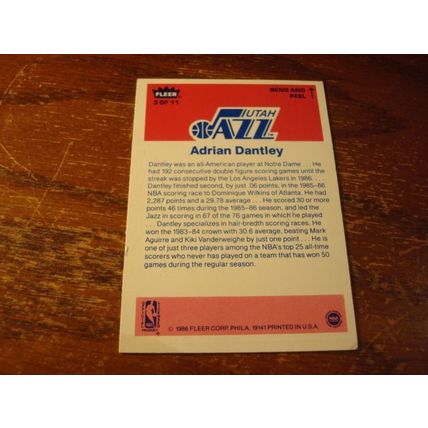 FLEER
3 OF 11
BEND AND
PEEL
UTAH
JAZZ
Adrian Dantley
Dantley was an all-American player at Notre Dame . . . He
had 192 consecutive double figure scoring games until the
streak was stopped by the Los Angeles Lakers in 1986. . . .
Dantley finished second, by just .06 points, in the 1985-86
NBA scoring race to Dominique Wilkins of Atlanta. He had
2,287 points and a 29.78 average . . . He scored 30 or more
points 46 times during the 1985-86 season, and led the
Jazz in scoring in 67 of the 76 games in which he played
. . . Dantley specializes in hair-bredth scoring races. He
won the 1983-84 crown with 30.6 average, beating Mark
Aguirre and Kiki Vanderweighe by just one point . . . He is
one of just three players among the NBA's top 25 all-time
scorers who never has played on a team that has won 50
games during the regular season.
© 1986 FLEER CORP. PHILA. 19141 PRINTED IN U.S.A.